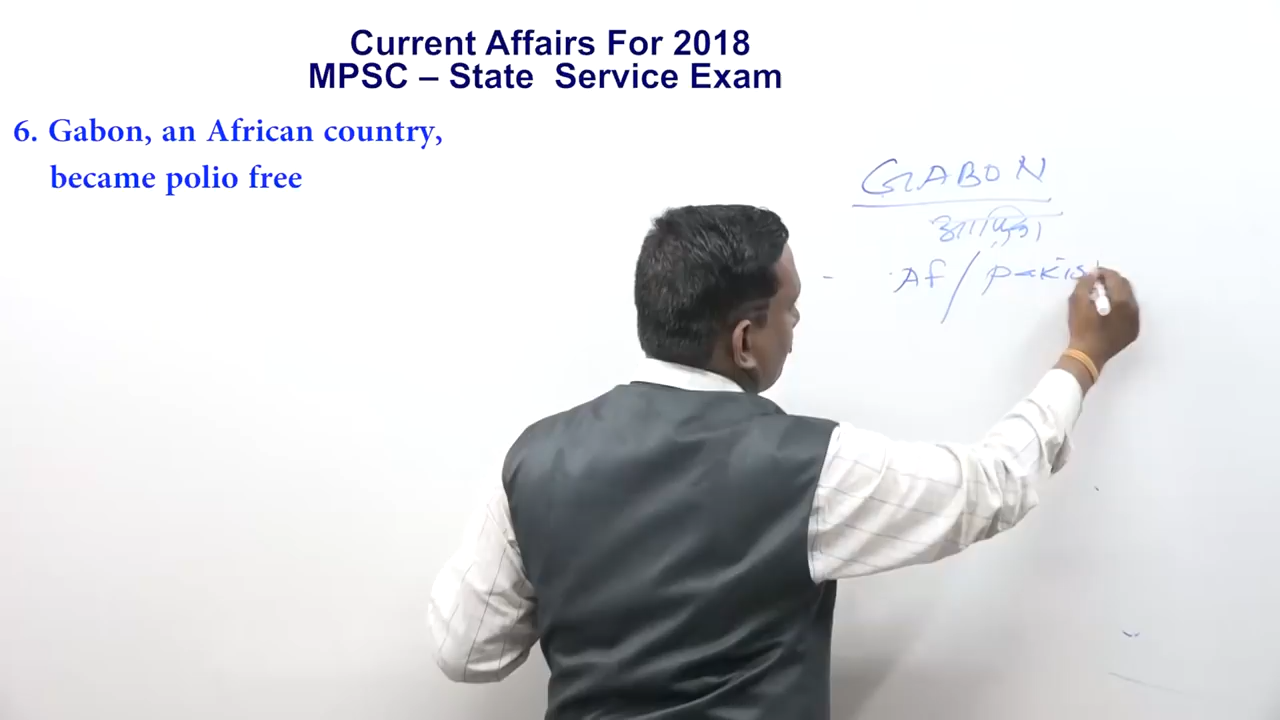 Current Affairs For 2018
MPSC – State Service Exam
6. Gabon, an African country,
became polio free
GABON
आफ्रिका
Af / pakis